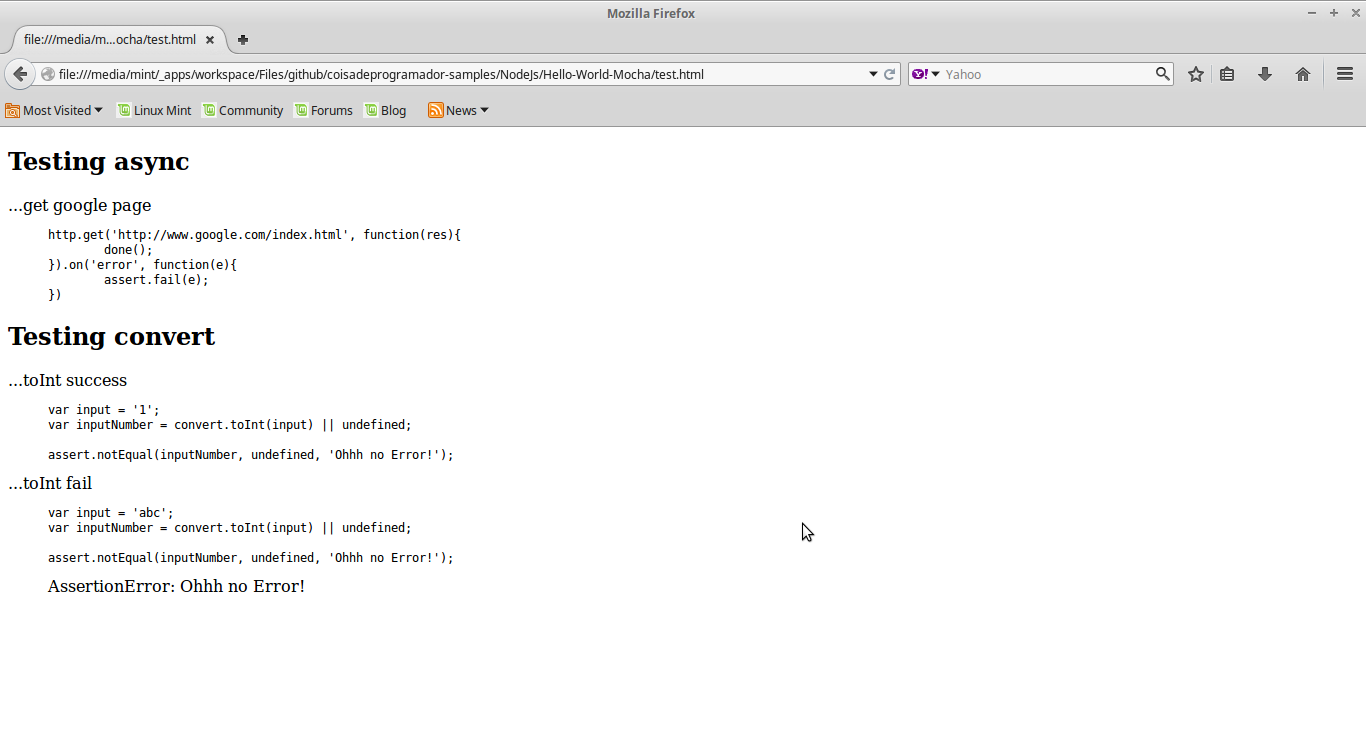 Mozilla Firefox
file:///media/m...ocha/test.html
file:///media/mint/_apps/workspace/Files/github/coisadeprogramador-samples/NodeJs/Hello-World-Mocha/test.html
Yahoo
Most Visited Linux Mint Community Forums Blog News
Testing async
...get google page
http.get('http://www.google.com/index.html', function(res){
        done();
}).on('error', function(e){
        assert.fail(e);
})
Testing convert
...toInt success
var input = '1';
var inputNumber = convert.toInt(input) || undefined;
assert.notEqual(inputNumber, undefined, 'Ohhh no Error!');
...toInt fail
var input = 'abc';
var inputNumber = convert.toInt(input) || undefined;
assert.notEqual(inputNumber, undefined, 'Ohhh no Error!');
AssertionError: Ohhh no Error!